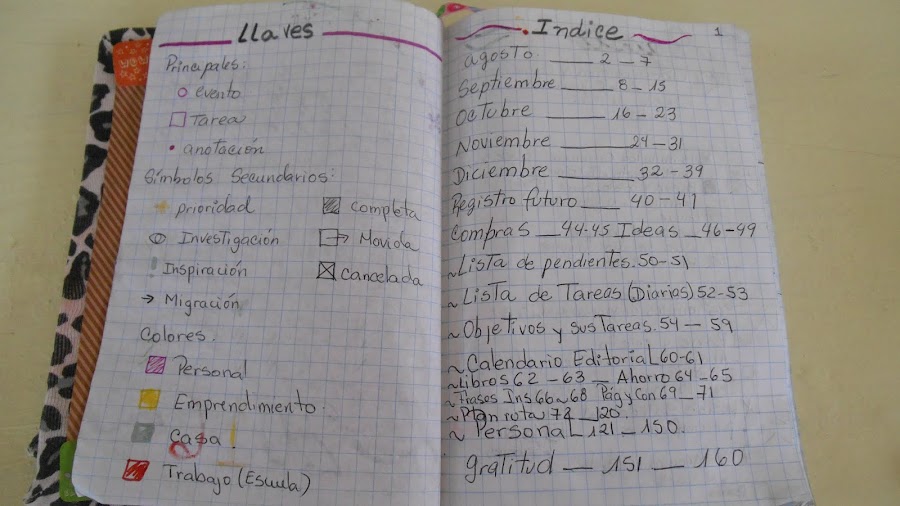 Llaves
Principales:
evento
Tarea
anotación
Símbolos Secundarios:
prioridad
completa
Investigación
Movida
Inspiración
Cancelada
Migración
Colores:
Personal
Emprendimiento.
Casa
Trabajo (Escuela)
Indice
1
agosto 2 - 7
Septiembre 8 - 15
Octubre 16 - 23
Noviembre 24 - 31
Diciembre 32 - 39
Registro futuro 40 - 41
Compras 44-45 Ideas 46-49
~Lista de pendientes. 50-51
~Lista de Tareas (Diarias) 52-53
~Objetivos y sus Tareas. 54 - 59
~Calendario Editorial 60-61
~Libros 62 - 63 Ahorro 64 - 65
~Frases Ins 66 ~ 68 Pág y Con 69 - 71
~Plan ruta 72 - 120
~Personal 121 - 150.
gratitud - 151 - 160